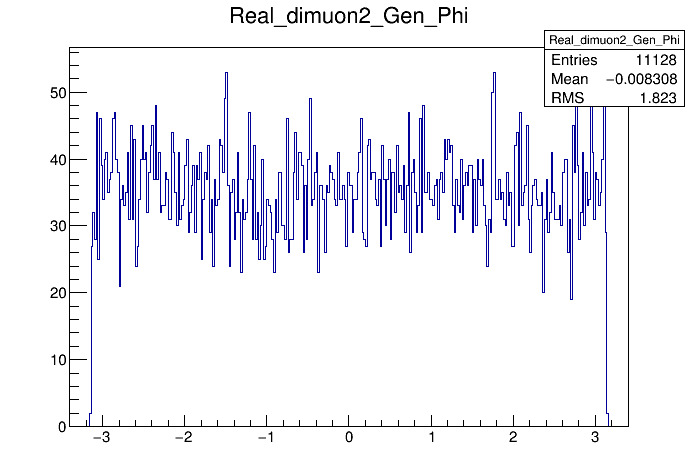 Real_dimuon2_Gen_Phi
Real_dimuon2_Gen_Phi
Entries 11128
Mean −0.008308
RMS 1.823
50
40
30
20
10
0
−3 −2 −1 0 1 2 3